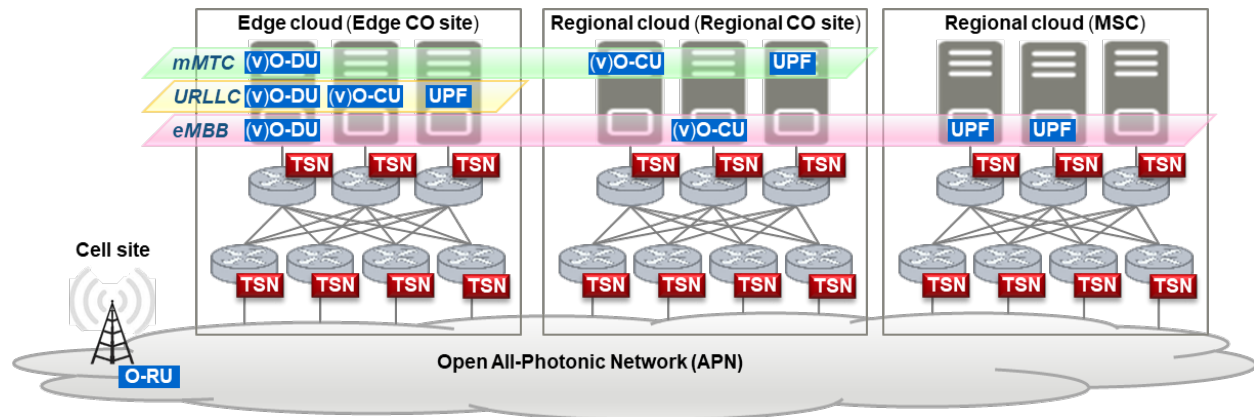 Edge cloud (Edge CO site)
Regional cloud (Regional CO site)
Regional cloud (MSC)
mMTC (v)O-DU (v)O-CU UPF
URLLC (v)O-DU (v)O-CU UPF
eMBB (v)O-DU (v)O-CU UPF UPF
TSN TSN TSN TSN TSN TSN TSN TSN TSN
Cell site
TSN TSN TSN TSN TSN TSN TSN TSN TSN TSN TSN TSN
Open All-Photonic Network (APN)
O-RU